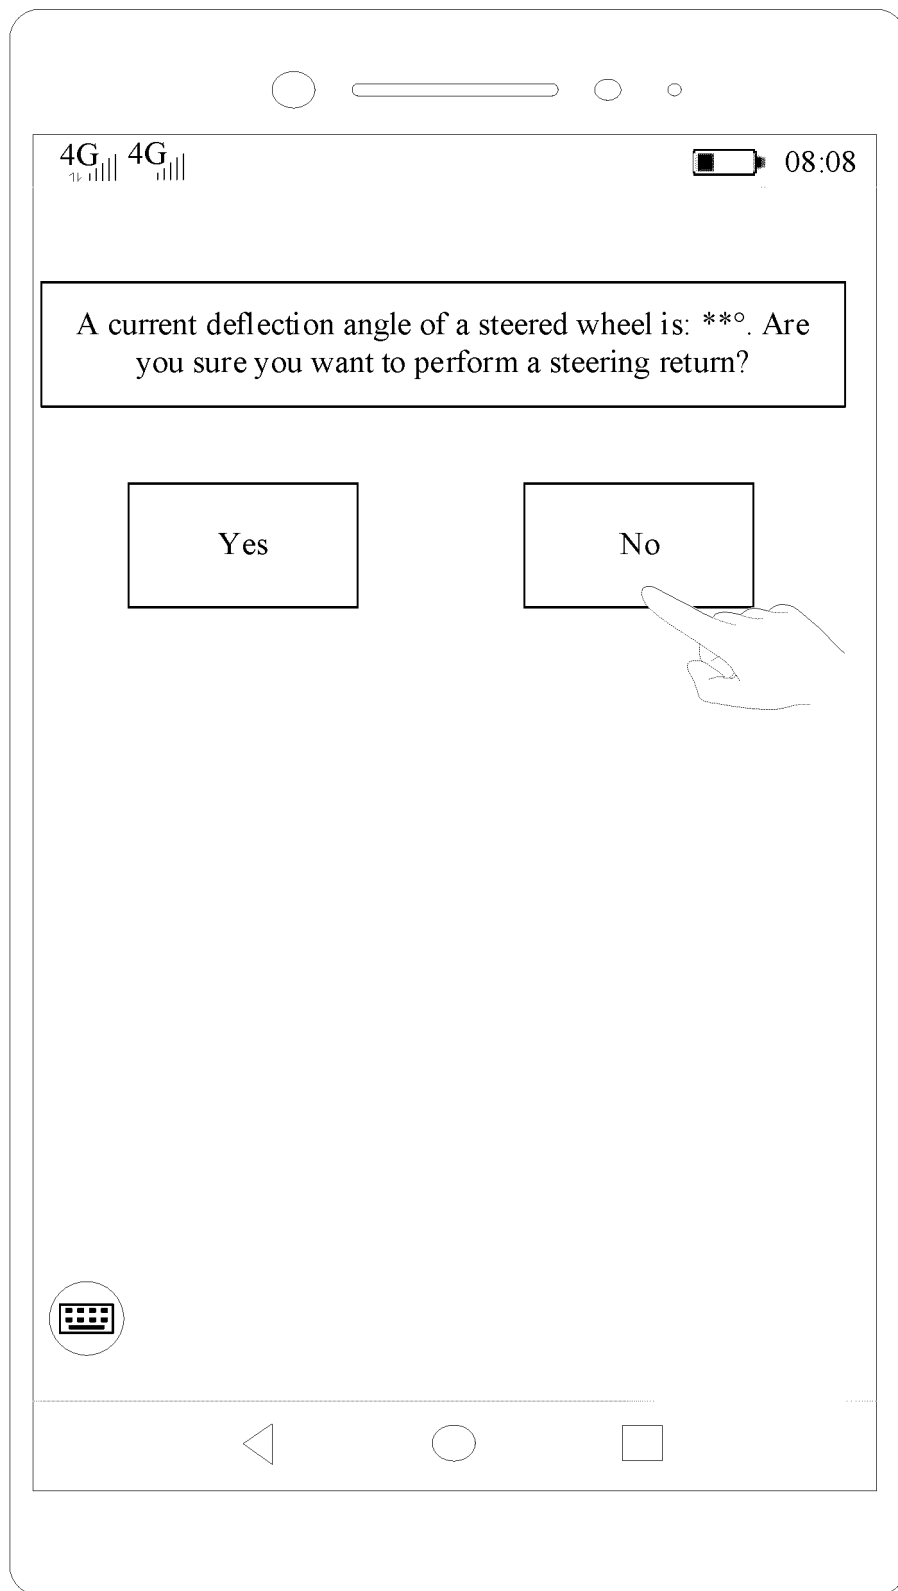 4G 4G 08:08
A current deflection angle of a steered wheel is: **°. Are
you sure you want to perform a steering return?
Yes No